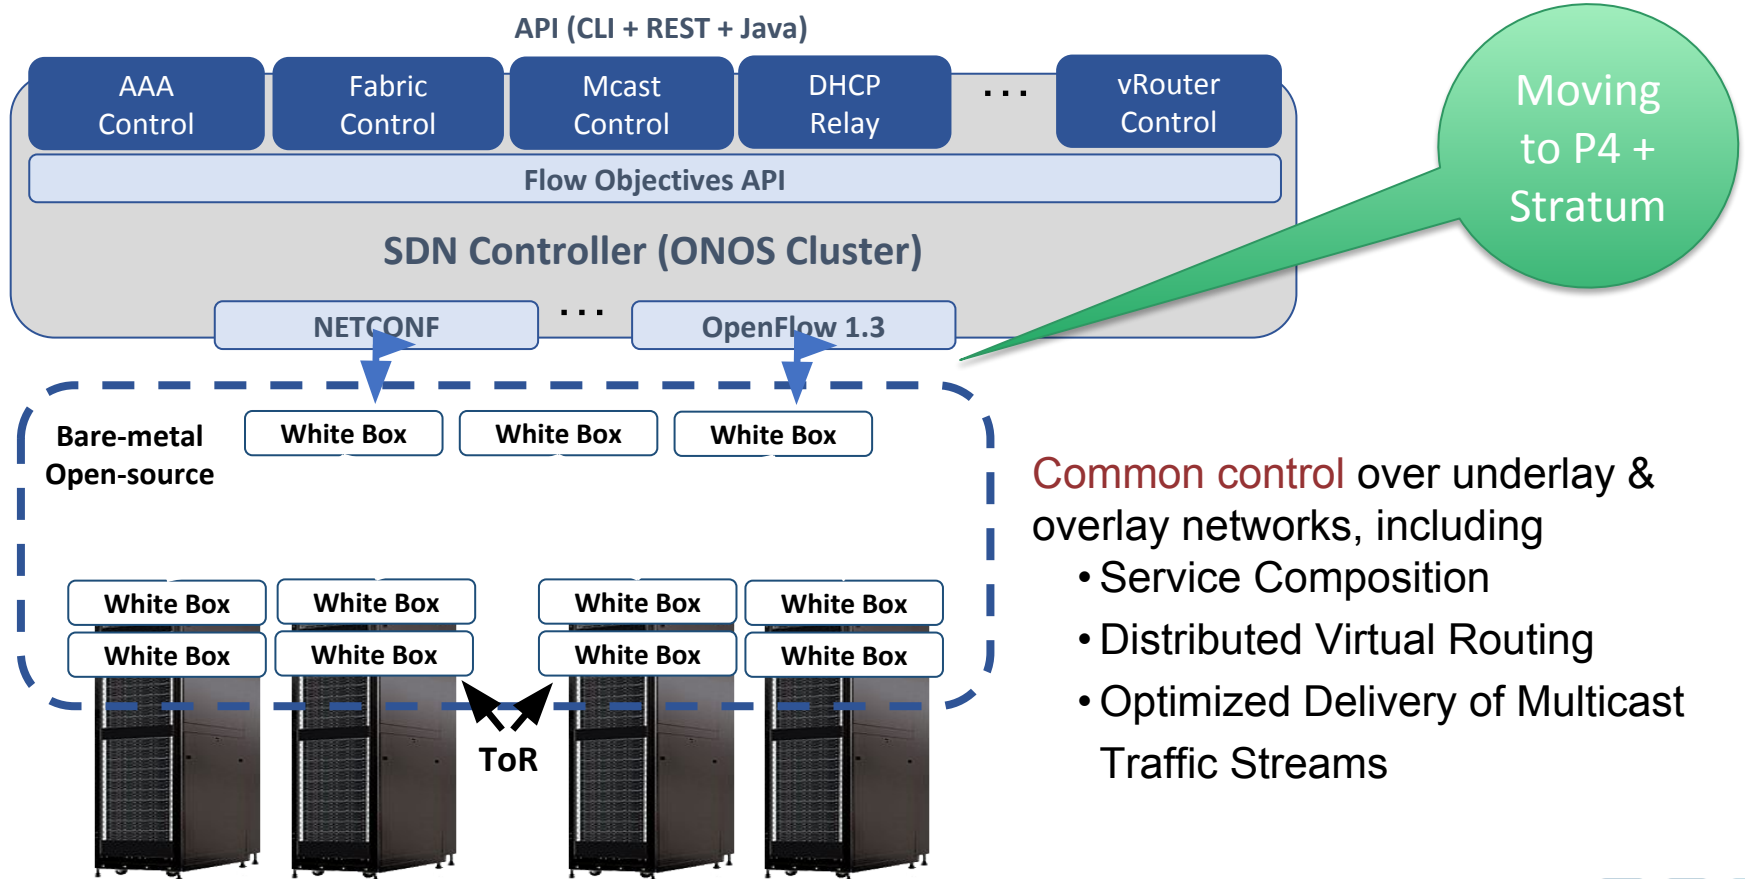 API (CLI + REST + Java)
AAA
Control
Fabric
Control
Mcast
Control
DHCP
Relay
...
vRouter
Control
Flow Objectives API
SDN Controller (ONOS Cluster)
NETCONF
...
OpenFlow 1.3
Moving
to P4 +
Stratum
Bare-metal
Open-source
White Box
White Box
White Box
White Box
White Box
White Box
White Box
White Box
White Box
White Box
White Box
ToR
Common control over underlay &
overlay networks, including
• Service Composition
• Distributed Virtual Routing
• Optimized Delivery of Multicast
Traffic Streams